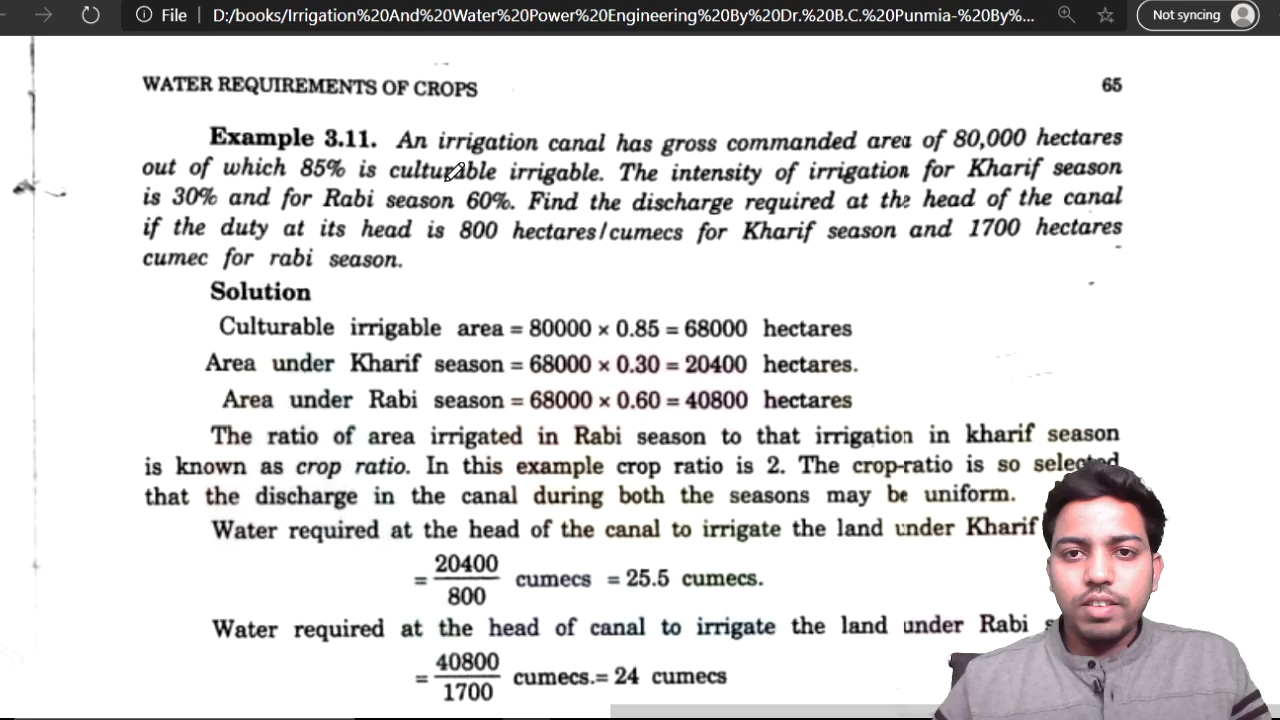 File D:/books/Irrigation%20And%20Water%20Power%20Engineering%20By%20Dr.%20B.C.%20Punmia-%20By%... Not syncing
WATER REQUIREMENTS OF CROPS 65
Example 3.11. An irrigation canal has gross commanded area of 80,000 hectares
out of which 85% is culturable irrigable. The intensity of irrigation for Kharif season
is 30% and for Rabi season 60%. Find the discharge required at the head of the canal
if the duty at its head is 800 hectares/cumecs for Kharif season and 1700 hectares
cumec for rabi season.
Solution
Culturable irrigable area = 80000 × 0.85 = 68000 hectares
Area under Kharif season = 68000 × 0.30 = 20400 hectares.
Area under Rabi season = 68000 × 0.60 = 40800 hectares
The ratio of area irrigated in Rabi season to that irrigation in kharif season
is known as crop ratio. In this example crop ratio is 2. The crop-ratio is so selected
that the discharge in the canal during both the seasons may be uniform.
Water required at the head of the canal to irrigate the land under Kharif
= 20400/800 cumecs = 25.5 cumecs.
Water required at the head of canal to irrigate the land under Rabi
= 40800/1700 cumecs.= 24 cumecs